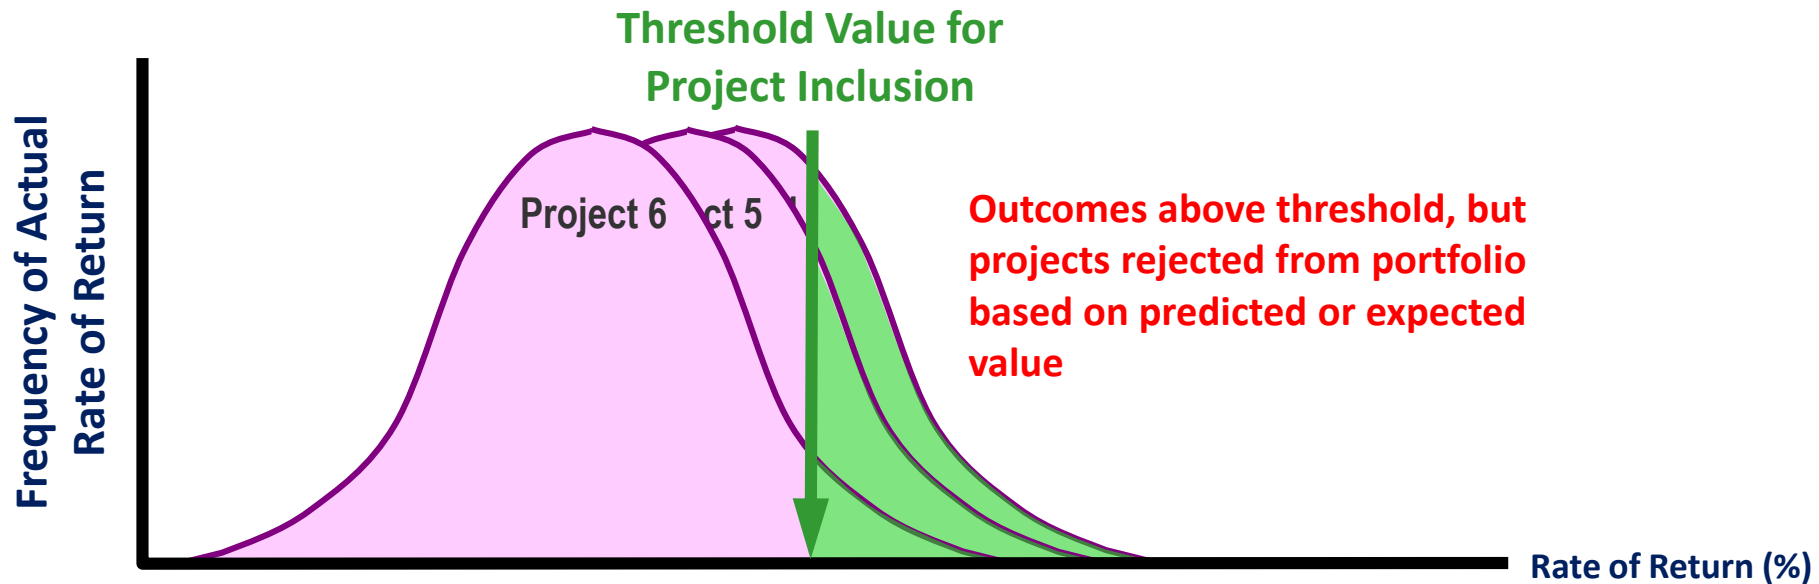 Threshold Value for
Project Inclusion
Frequency of Actual
Rate of Return
Project 6
ct 5
Outcomes above threshold, but
projects rejected from portfolio
based on predicted or expected
value
Rate of Return (%)